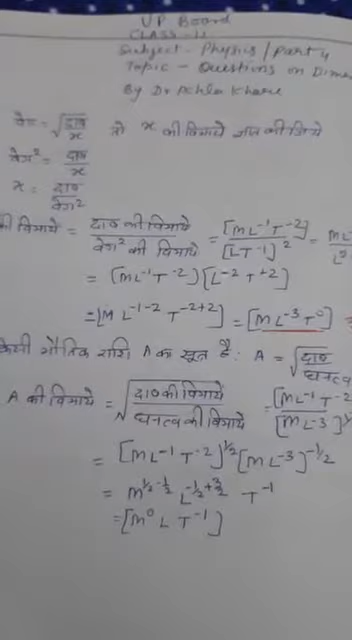 UP Board
CLASS-11
Subject - Physics/Part 4
Topic - Questions on Dimen
By Dr
वेग = √दाब/x तो x की विमायें ज्ञात कीजिये
वेग² = दाब/x
x = दाब/वेग²
की विमायें = दाब की विमायें/वेग² की विमायें = [ML⁻¹T⁻²]/[LT⁻¹]² = ML
= [ML⁻¹T⁻²)[L⁻²T⁺²]
= [M L⁻¹⁻² T⁻²⁺²] = [ML⁻³T⁰]
किसी भौतिक राशि A का सूत्र है: A = √दाब/घनत्व
A की विमायें = √दाब की विमायें/घनत्व की विमायें = [ML⁻¹T⁻²/[ML⁻³]
= [ML⁻¹T⁻²]^1/2 [ML⁻³]^-1/2
= M^1/2-1/2 L^-1/2+3/2 T⁻¹
= [M⁰ L T⁻¹]